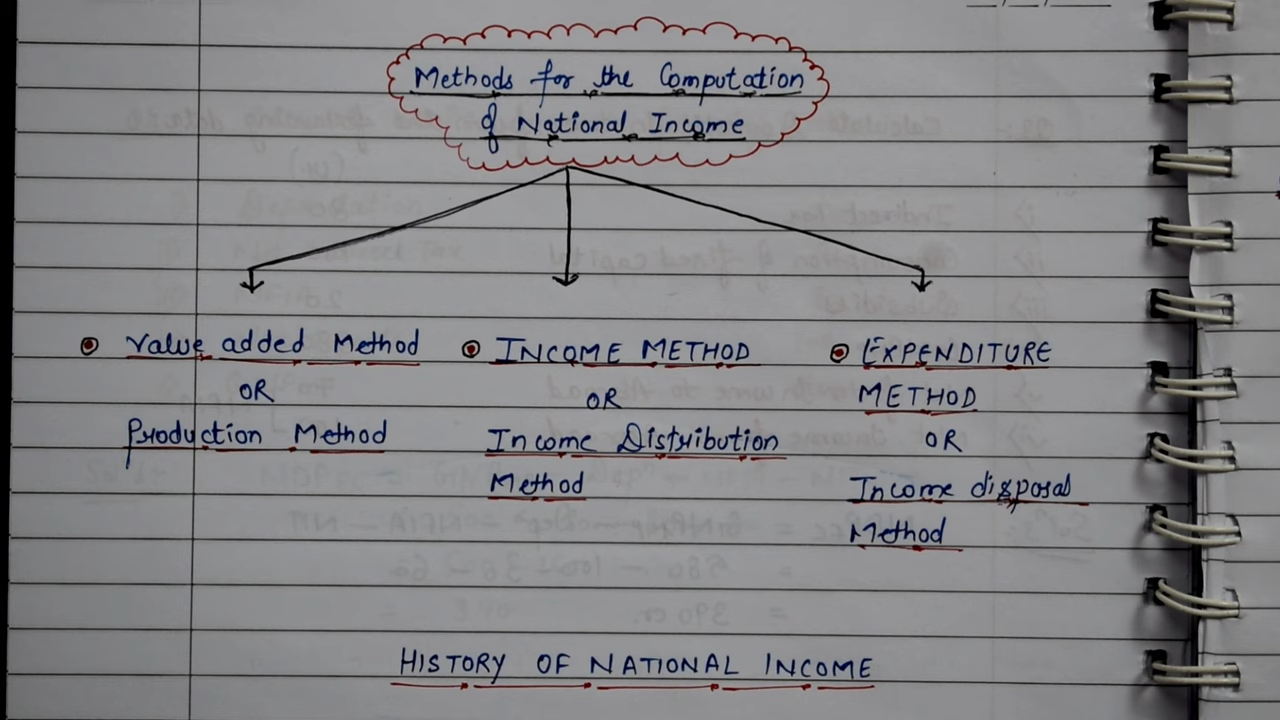 Methods for the Computation
of National Income
Value added Method
OR
Production Method
INCOME METHOD
OR
Income Distribution
Method
EXPENDITURE
METHOD
OR
Income disposal
Method
HISTORY OF NATIONAL INCOME